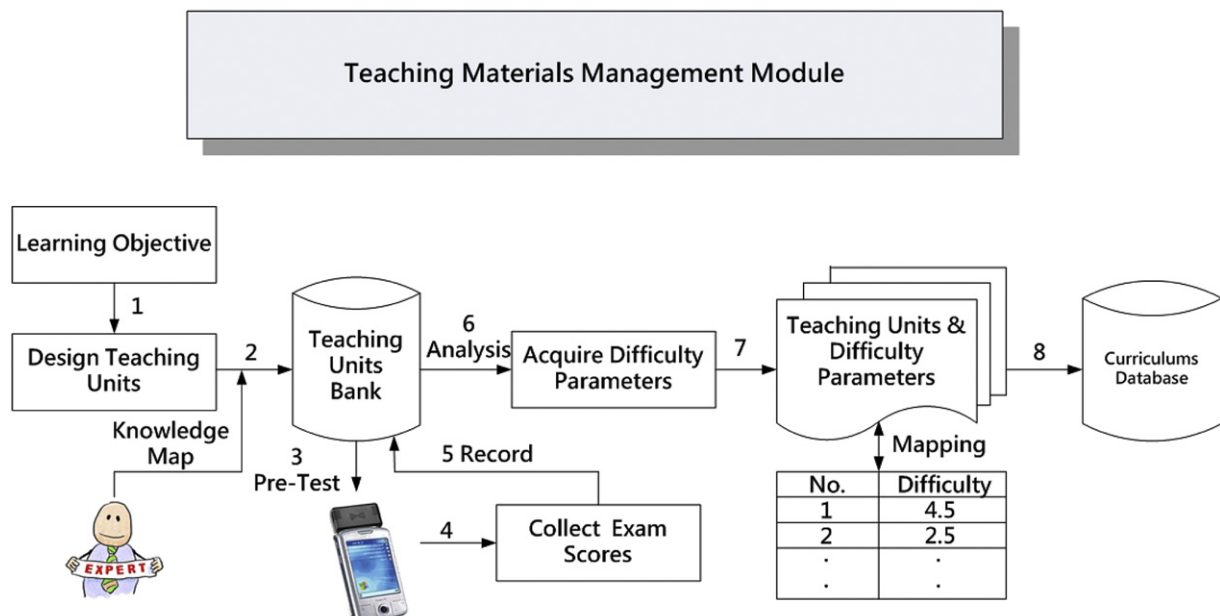 Teaching Materials Management Module
Learning Objective
1
Design Teaching
Units
2
Knowledge
Map
EXPERT
Teaching
Units
Bank
3
Pre-Test
4
Collect Exam
Scores
5 Record
6
Analysis
Acquire Difficulty
Parameters
7
Teaching Units &
Difficulty
Parameters
Mapping
No. Difficulty
1 4.5
2 2.5
. .
. .
8
Curriculums
Database